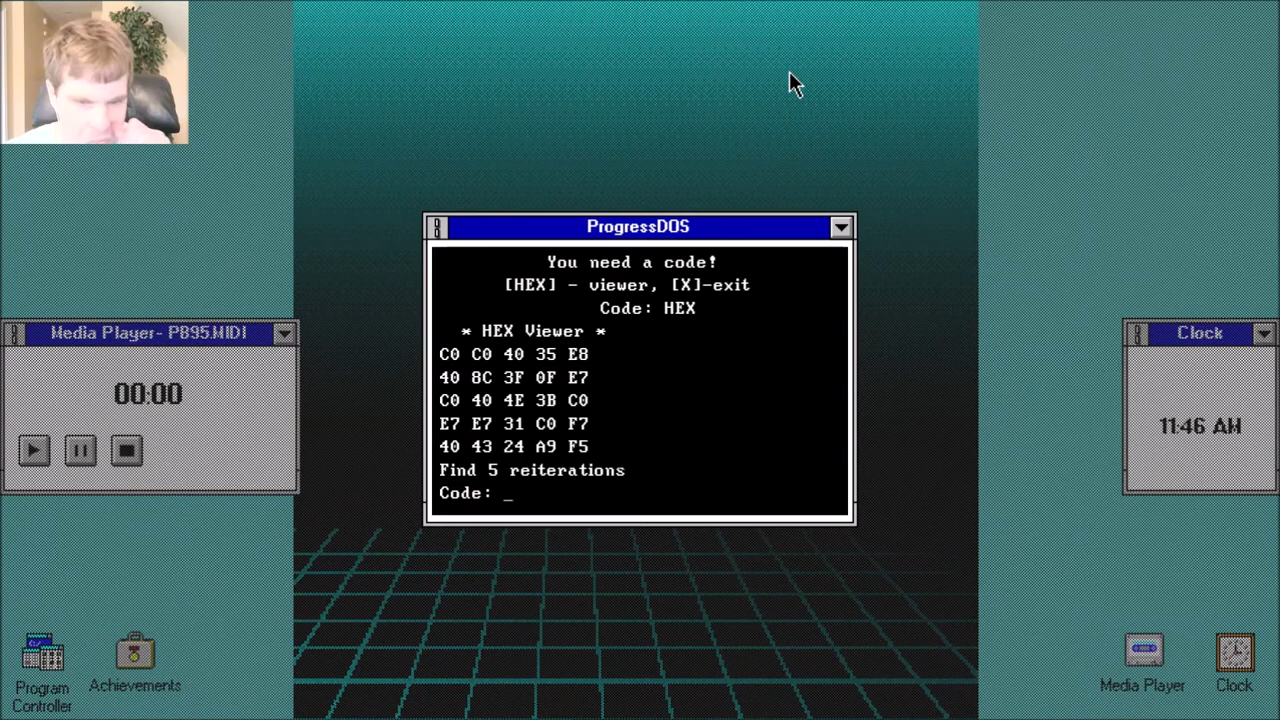 ProgressDOS
You need a code!
[HEX] - viewer, [X]-exit
Code: HEX
* HEX Viewer *
C0 C0 40 35 E8
40 8C 3F 0F E7
C0 40 4E 3B C0
E7 E7 31 C0 F7
40 43 24 A9 F5
Find 5 reiterations
Code: _
Media Player- PB95.MIDI
00:00
Clock
11:46 AM
Program
Controller
Achievements
Media Player
Clock